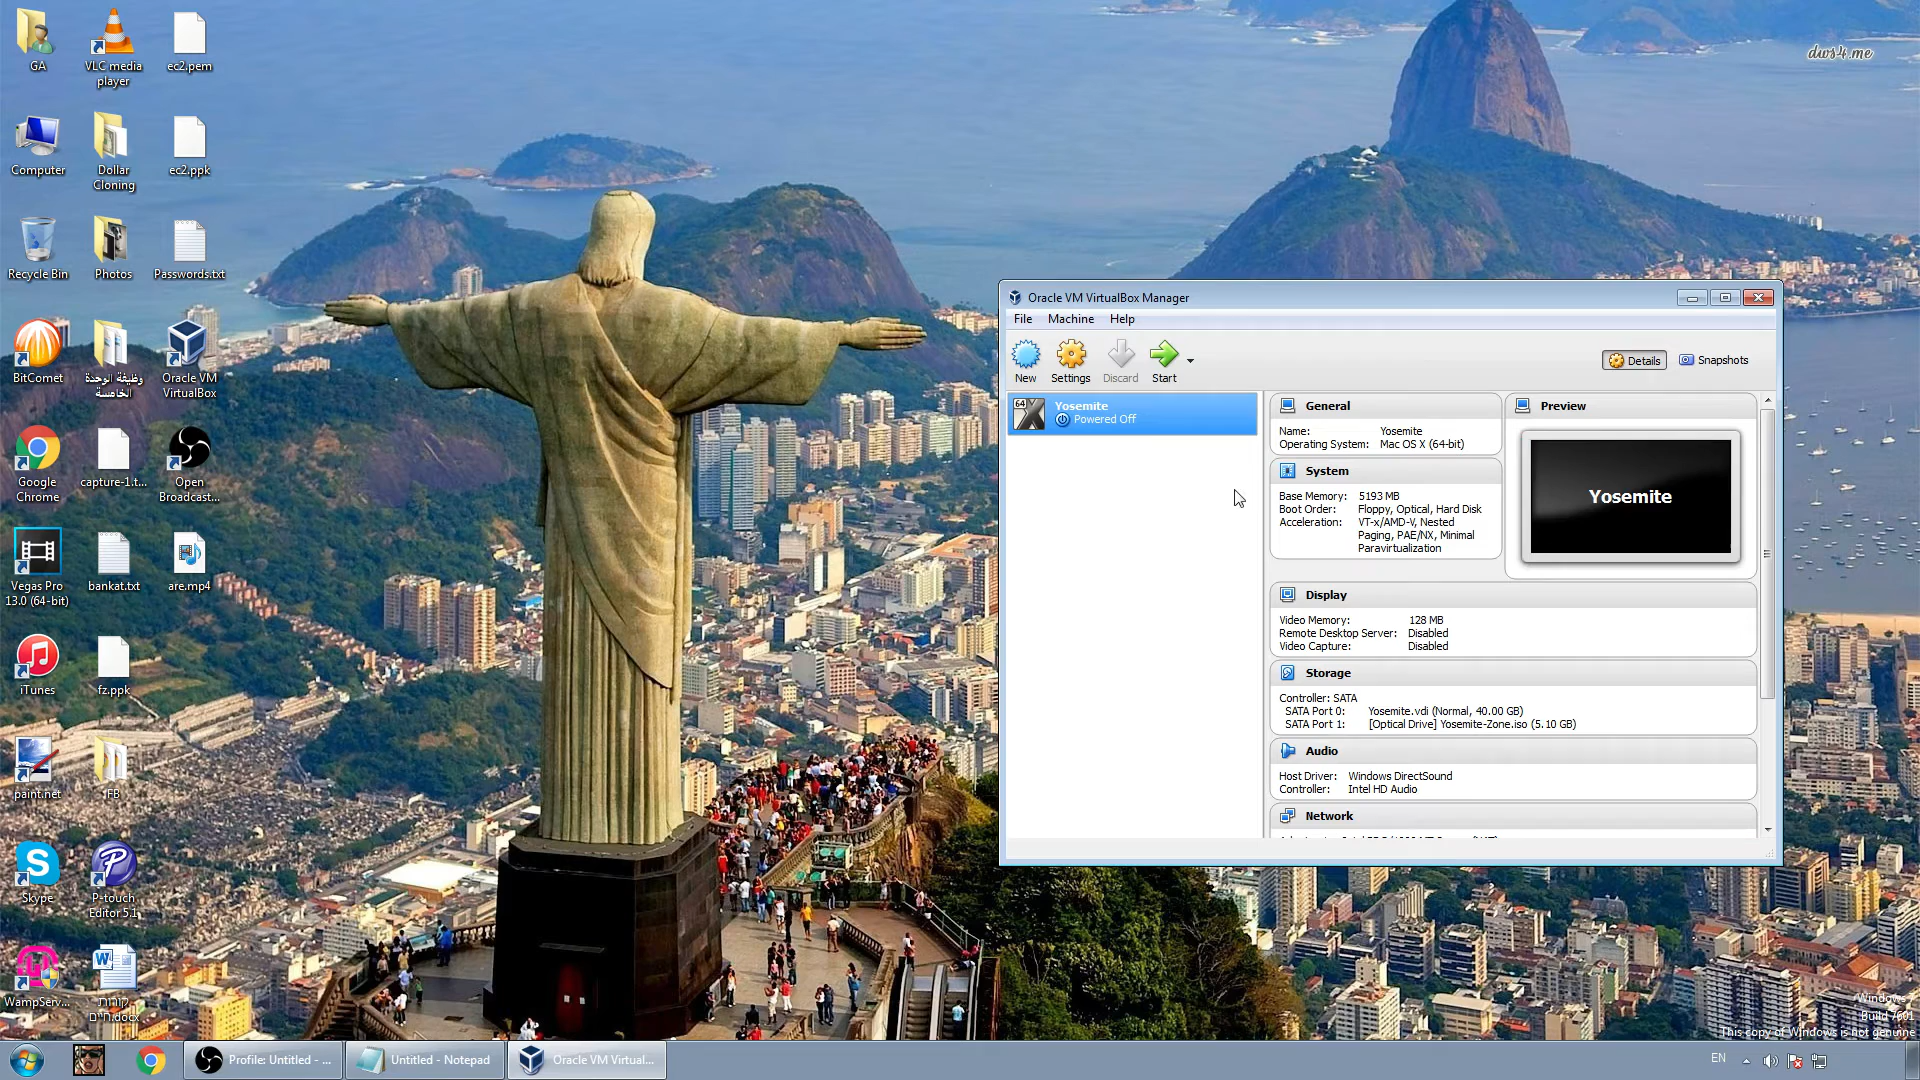 GA
VLC media
player
ec2.pem
Computer
Dollar
Cloning
ec2.ppk
Recycle Bin
Photos
Passwords.txt
BitComet
وظيفة الوحدة
الخامسة
Oracle VM
VirtualBox
Google
Chrome
capture-1.t...
Open
Broadcast...
Vegas Pro
13.0 (64-bit)
bankat.txt
are.mp4
iTunes
fz.ppk
paint.net
FB
Skype
P-touch
Editor 5.1
WampServ...
dws4.me
Oracle VM VirtualBox Manager
File Machine Help
New Settings Discard Start
Details Snapshots
64
Yosemite
Powered Off
General
Name: Yosemite
Operating System: Mac OS X (64-bit)
System
Base Memory: 5193 MB
Boot Order: Floppy, Optical, Hard Disk
Acceleration: VT-x/AMD-V, Nested
Paging, PAE/NX, Minimal
Paravirtualization
Preview
Yosemite
Display
Video Memory: 128 MB
Remote Desktop Server: Disabled
Video Capture: Disabled
Storage
Controller: SATA
SATA Port 0: Yosemite.vdi (Normal, 40.00 GB)
SATA Port 1: [Optical Drive] Yosemite-Zone.iso (5.10 GB)
Audio
Host Driver: Windows DirectSound
Controller: Intel HD Audio
Network
Windows 7
Build 7601
This copy of Windows is not genuine
Profile: Untitled - ...
Untitled - Notepad
Oracle VM Virtual...
EN